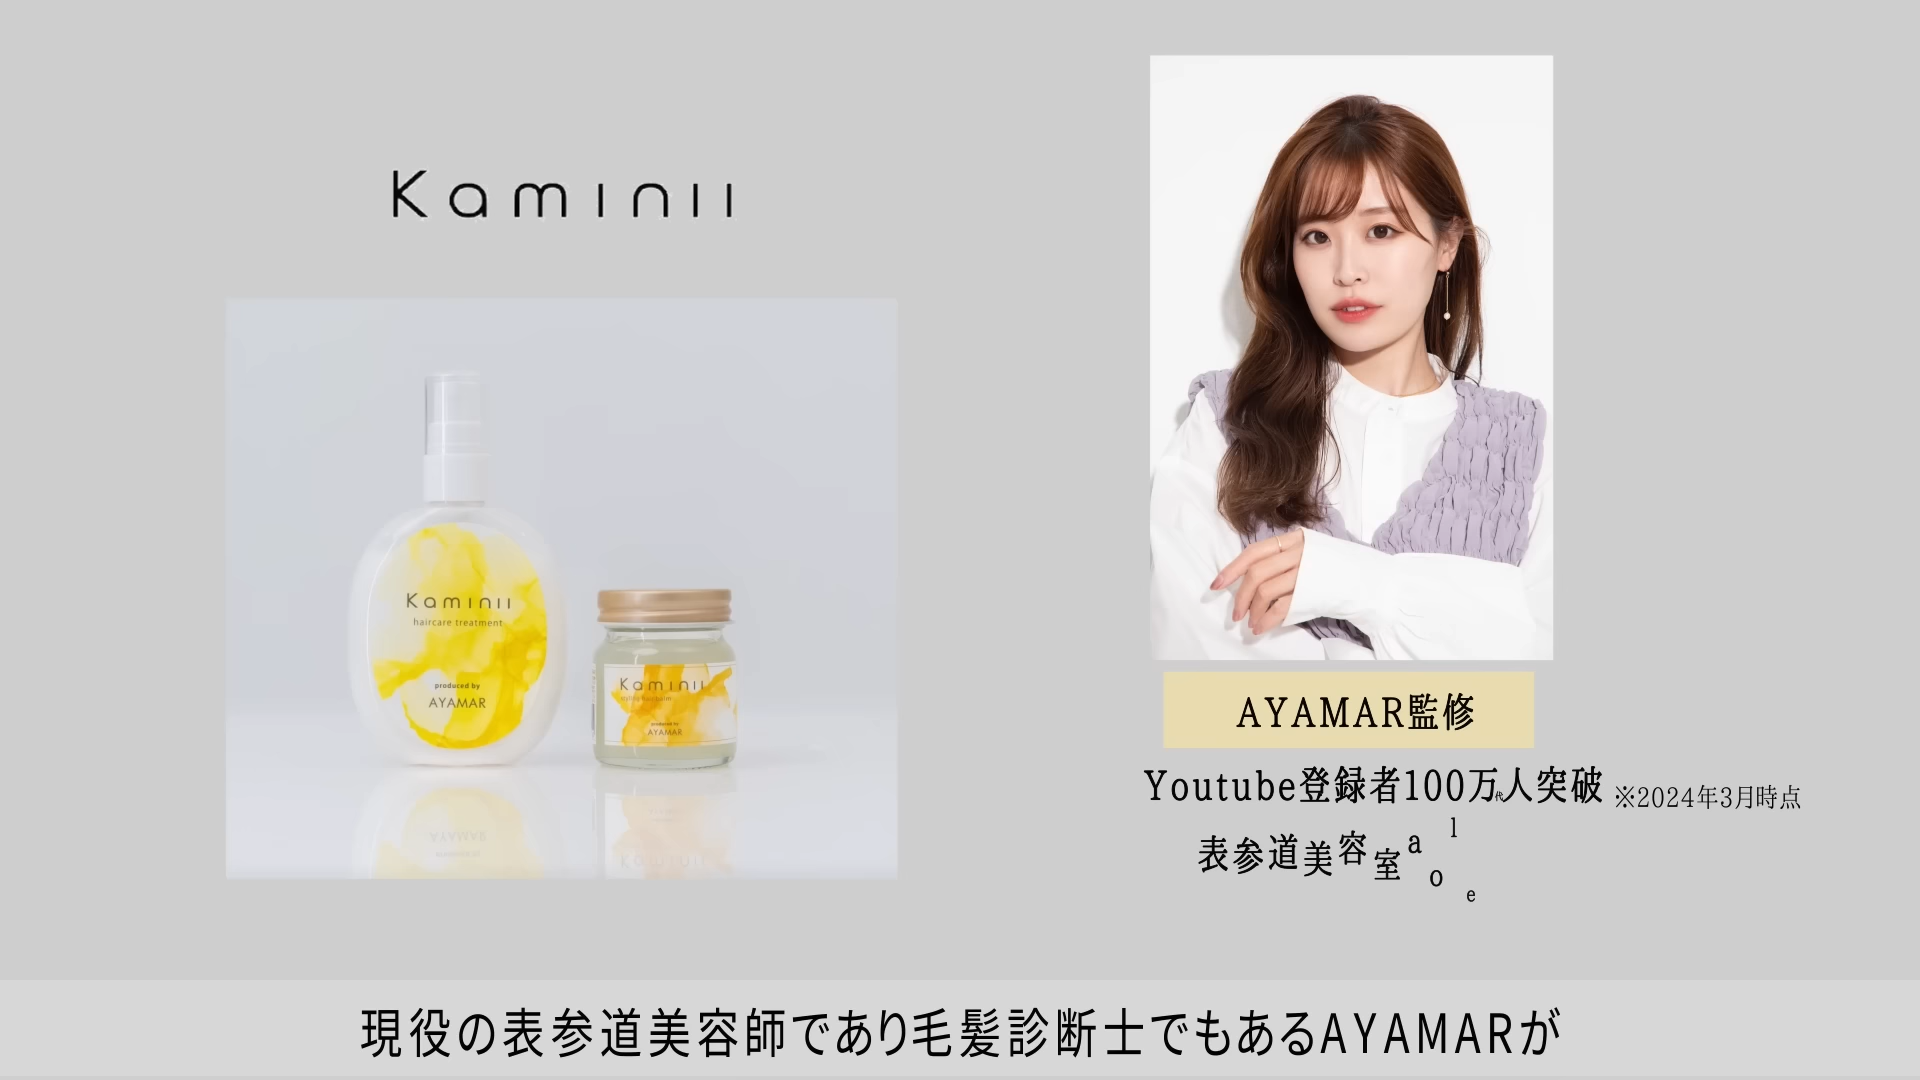 Kaminii
Kaminii
haircare treatment
produced by
AYAMAR
Kaminii
produced by
AYAMAR
AYAMAR監修
Youtube登録者100万人突破 ※2024年3月時点
表参道美容室aole
現役の表参道美容師であり毛髪診断士でもあるAYAMARが